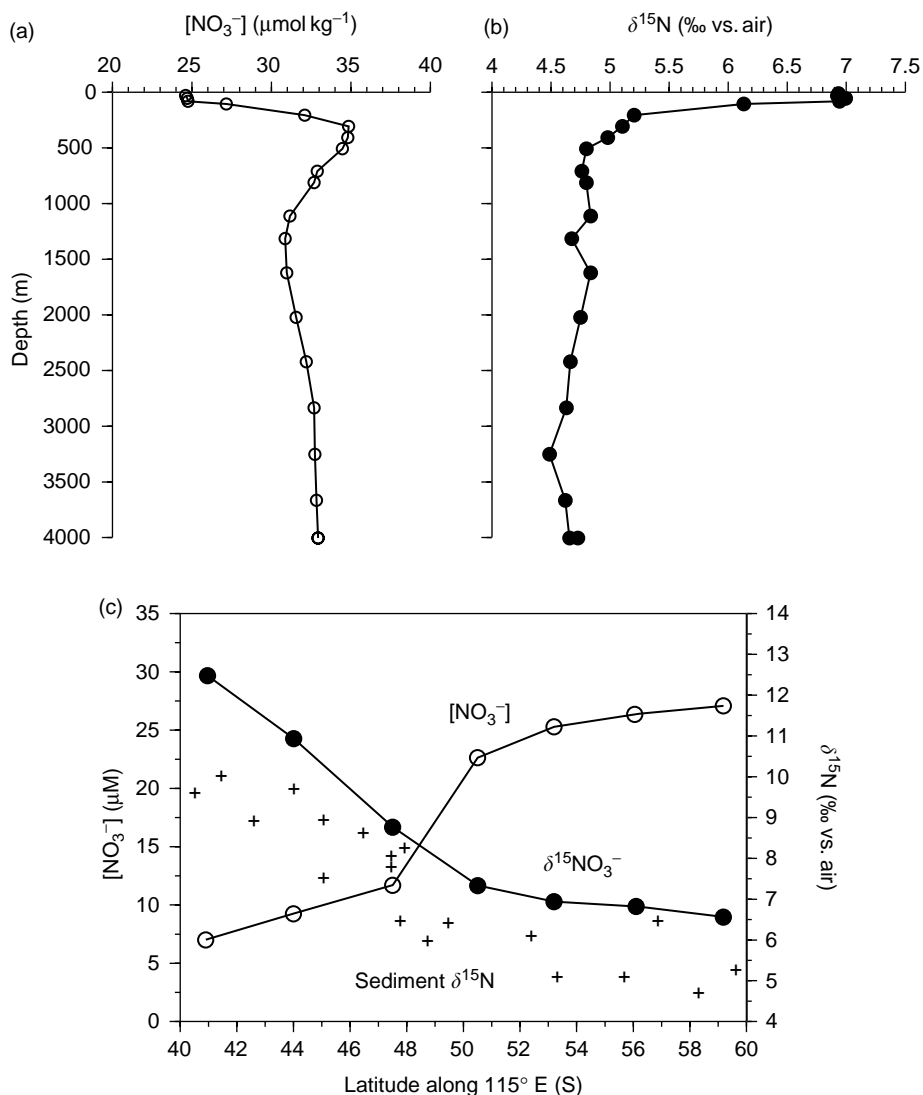 (a) [NO₃⁻] (μmol kg⁻¹)
20 25 30 35 40
Depth (m)
0
500
1000
1500
2000
2500
3000
3500
4000
(b) δ¹⁵N (‰ vs. air)
4 4.5 5 5.5 6 6.5 7 7.5
(c)
[NO₃⁻] (μM)
35
30
25
20
15
10
5
0
[NO₃⁻]
δ¹⁵NO₃⁻
Sediment δ¹⁵N
14
13
12
11
10
9
8
7
6
5
4
δ¹⁵N (‰ vs. air)
40 42 44 46 48 50 52 54 56 58 60
Latitude along 115° E (S)